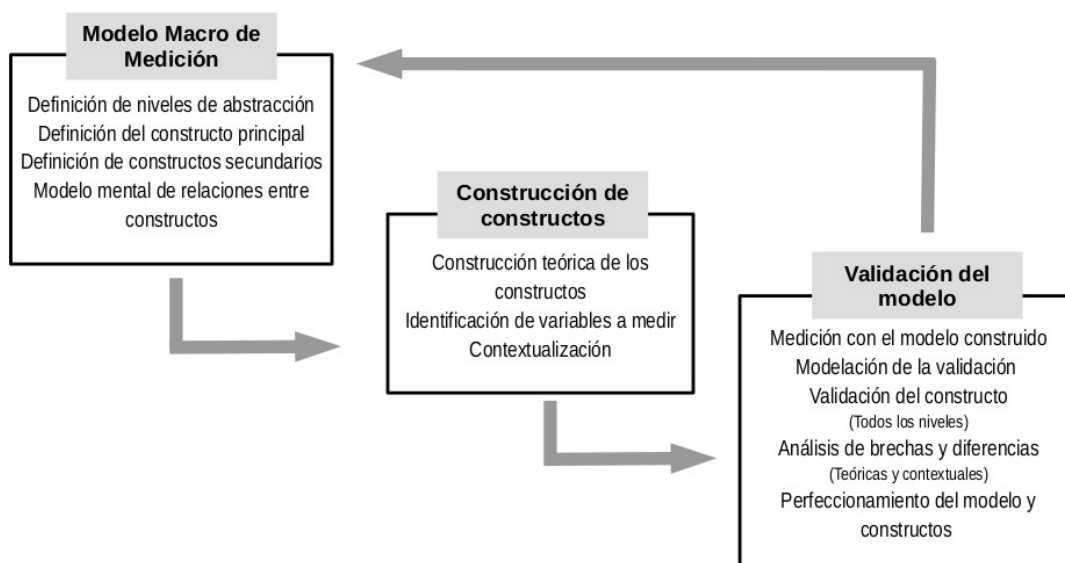 Modelo Macro de
Medición
Definición de niveles de abstracción
Definición del constructo principal
Definición de constructos secundarios
Modelo mental de relaciones entre
constructos
Construcción de
constructos
Construcción teórica de los
constructos
Identificación de variables a medir
Contextualización
Validación del
modelo
Medición con el modelo construido
Modelación de la validación
Validación del constructo
(Todos los niveles)
Análisis de brechas y diferencias
(Teóricas y contextuales)
Perfeccionamiento del modelo y
constructos